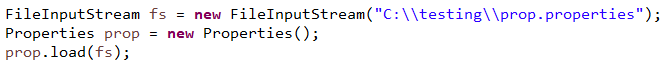 FileInputStream fs = new FileInputStream("C:\\testing\\prop.properties");
Properties prop = new Properties();
prop.load(fs);